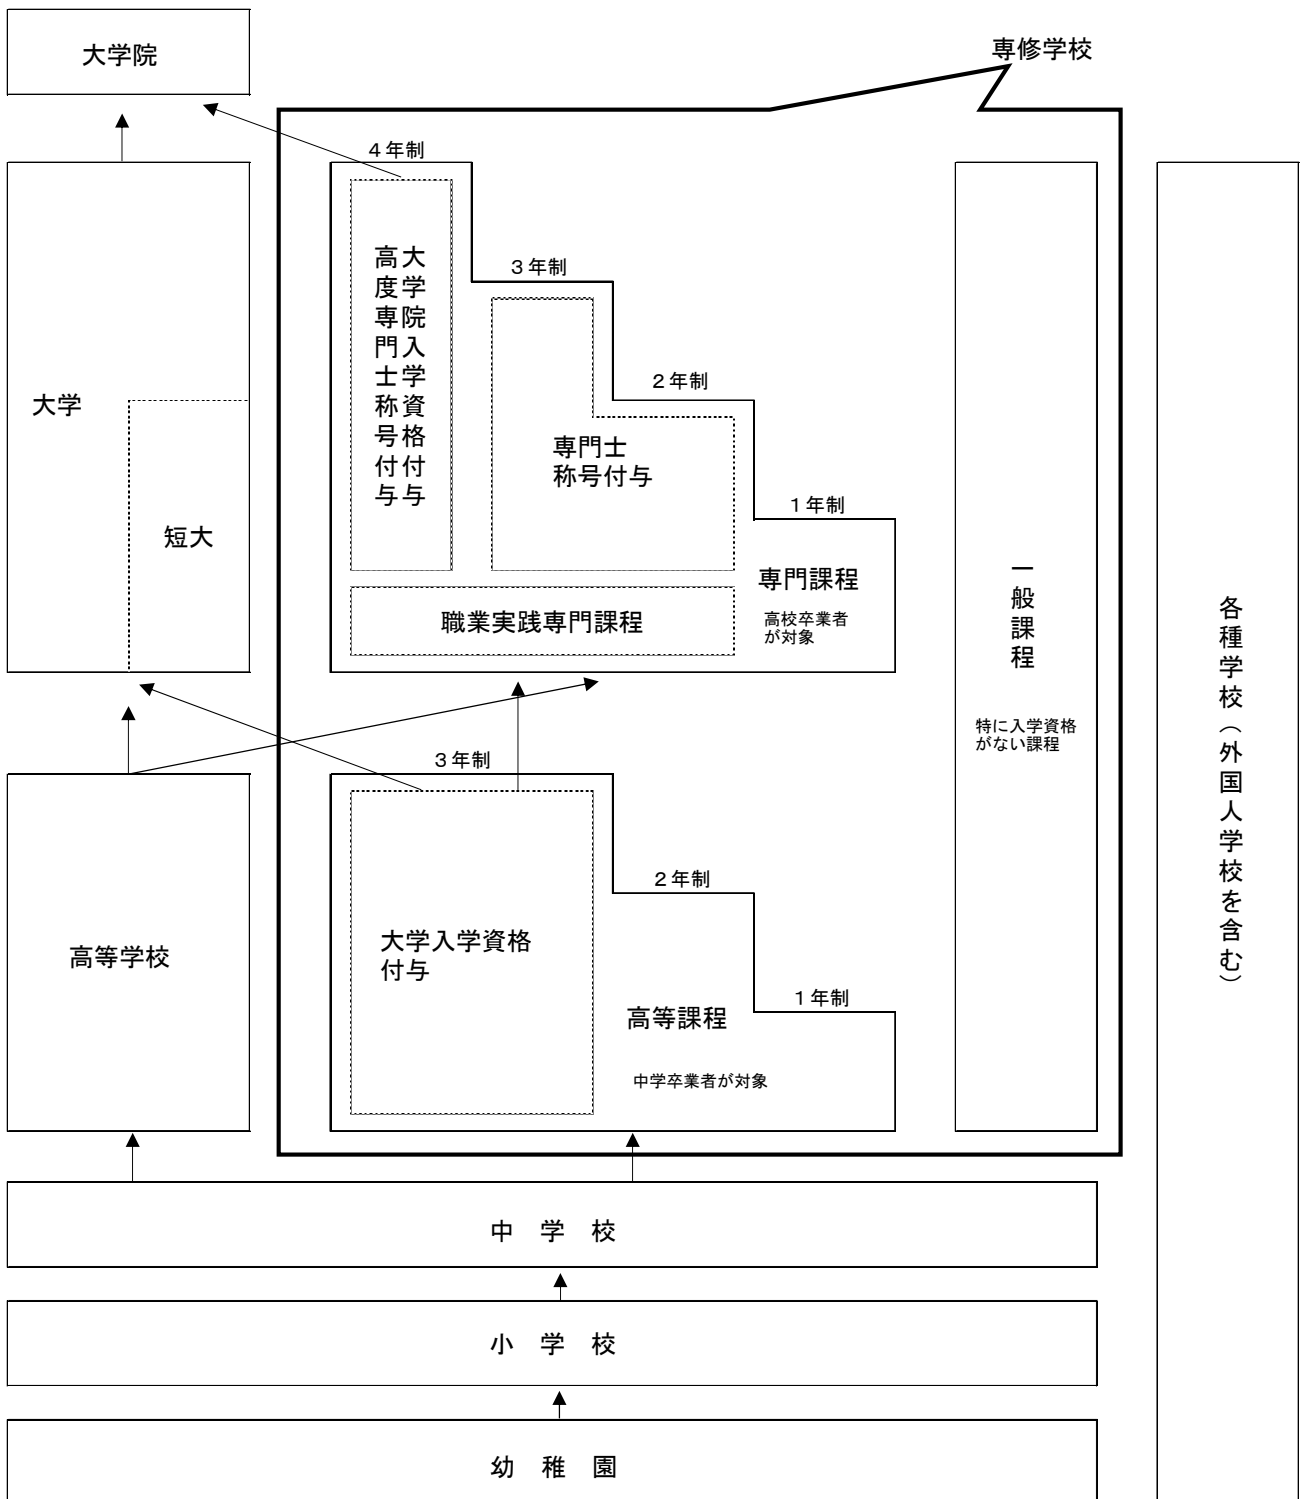 大学院
専修学校
４年制
大学院入学資格付与
高度専門士称号付与
３年制
２年制
大学
専門士
称号付与
１年制
短大
専門課程
高校卒業者
が対象
職業実践専門課程
一般課程
特に入学資格
がない課程
各種学校（外国人学校を含む）
３年制
２年制
大学入学資格
付与
高等学校
１年制
高等課程
中学卒業者が対象
中　学　校
小　学　校
幼　稚　園